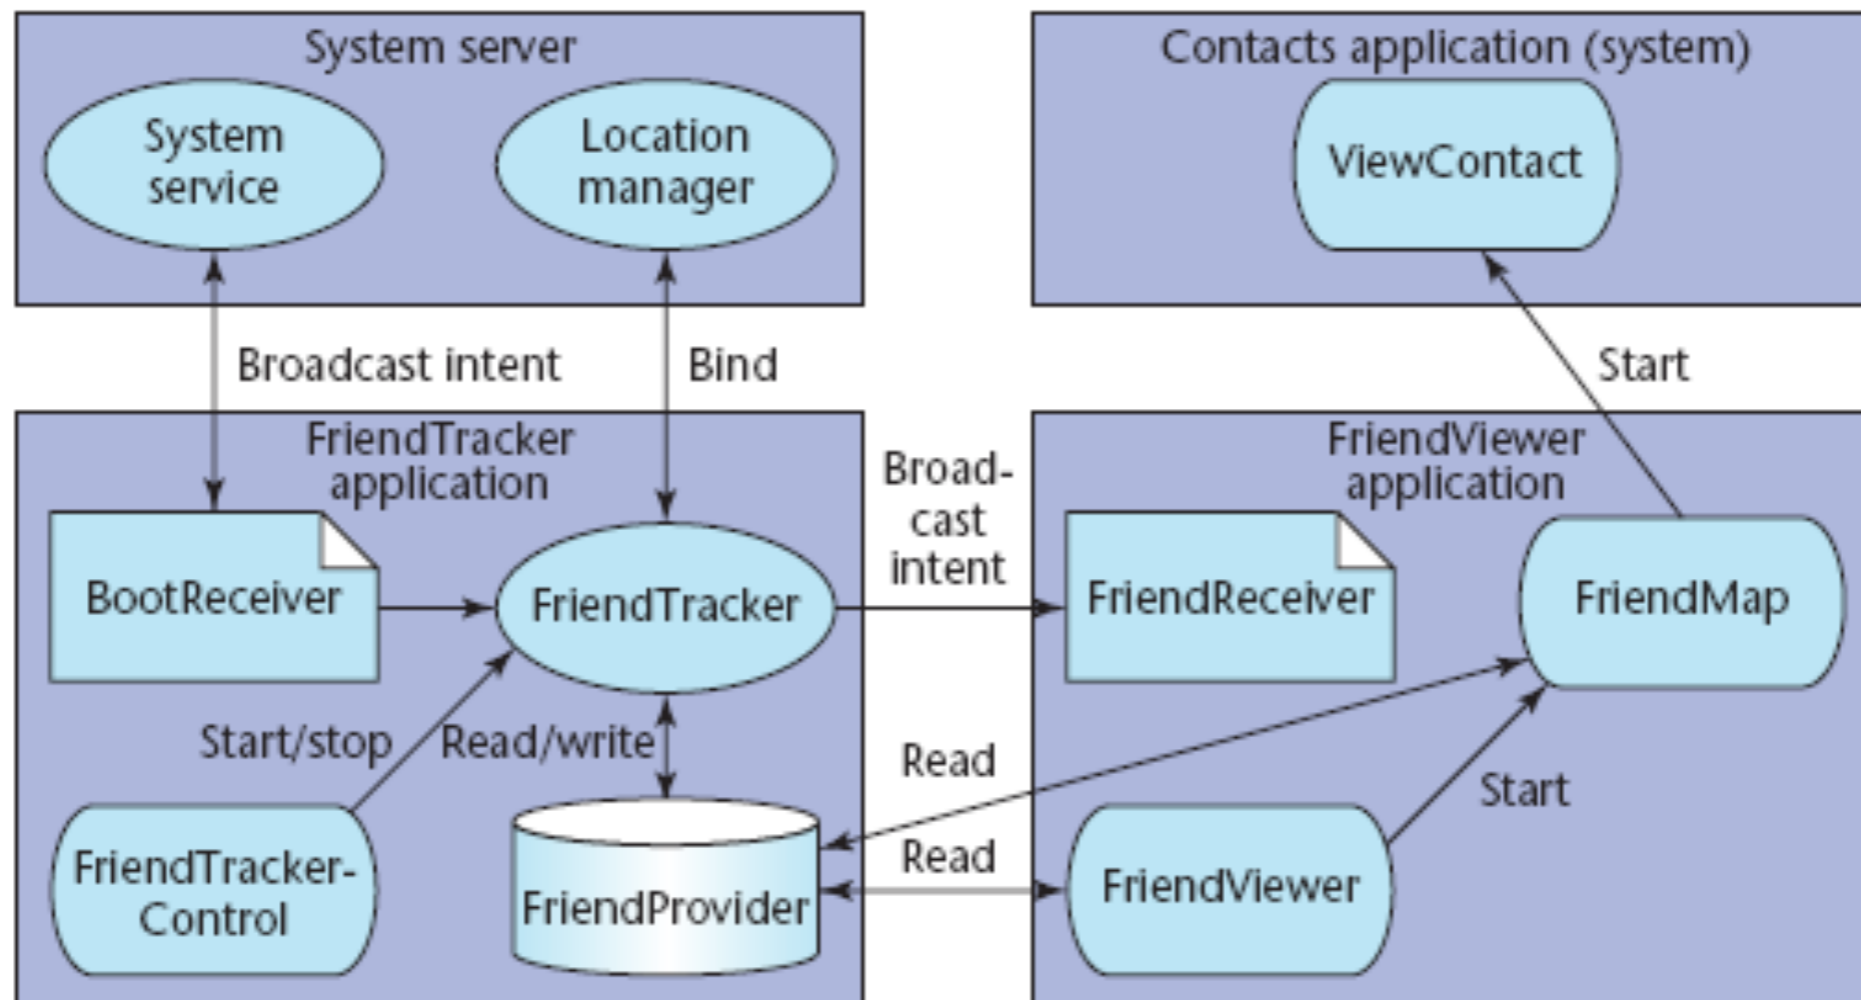 System server
System
service
Location
manager
Contacts application (system)
ViewContact
Broadcast intent
Bind
Start
FriendTracker
application
BootReceiver
FriendTracker
Start/stop
Read/write
FriendTracker-
Control
FriendProvider
Broad-
cast
intent
Read
Read
FriendViewer
application
FriendReceiver
FriendMap
Start
FriendViewer